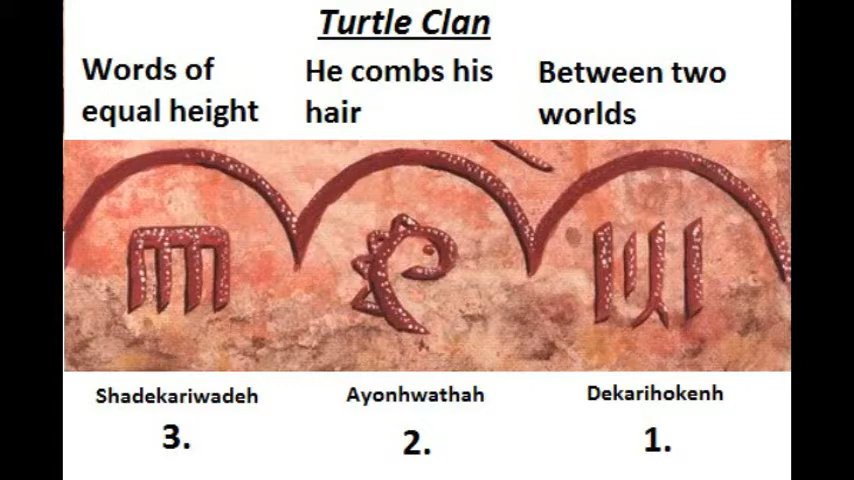 Turtle Clan
Words of
equal height
He combs his
hair
Between two
worlds
Shadekariwadeh
Ayonhwathah
Dekarihokenh
3.
2.
1.